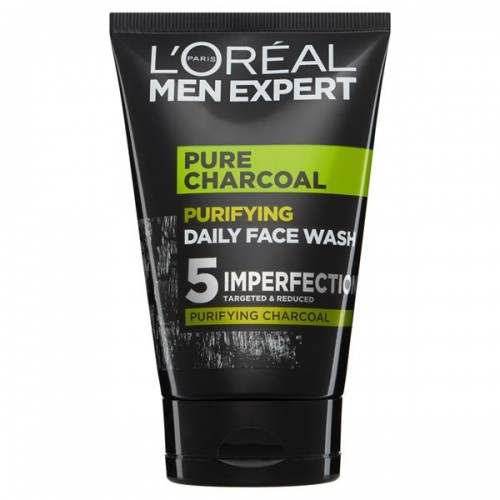 L'ORÉAL
PARIS
MEN EXPERT
PURE
CHARCOAL
PURIFYING
DAILY FACE WASH
5 IMPERFECTION
TARGETED & REDUCED
PURIFYING CHARCOAL